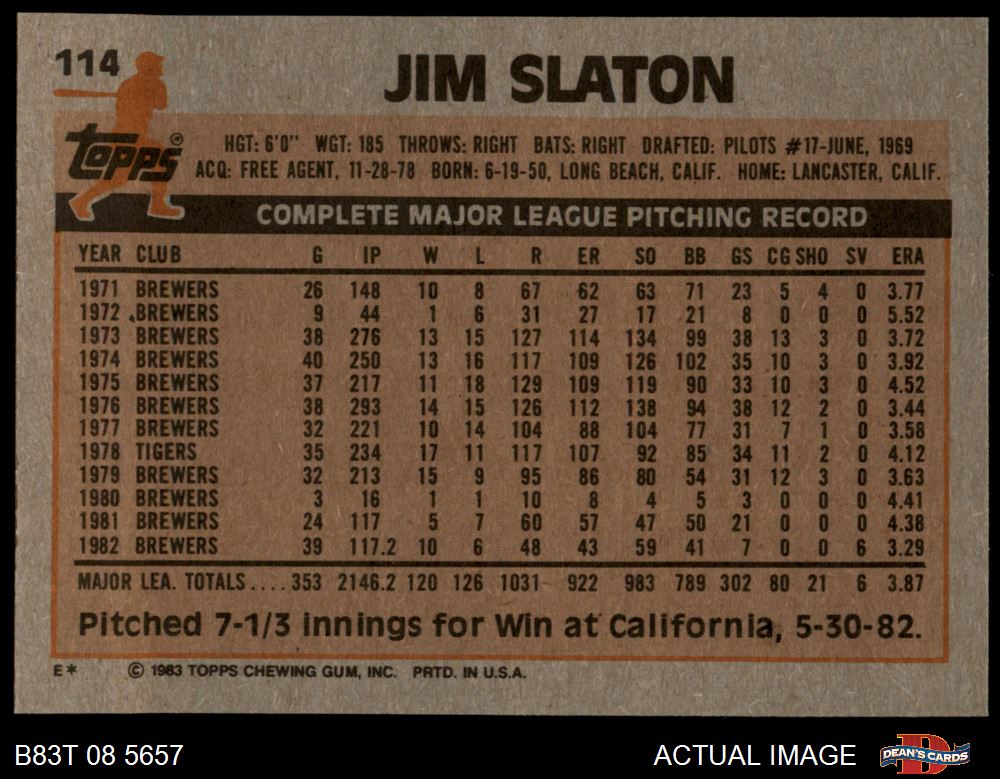 114
JIM SLATON
Topps
HGT: 6'0" WGT: 185 THROWS: RIGHT BATS: RIGHT DRAFTED: PILOTS #17-JUNE, 1969
ACQ: FREE AGENT, 11-28-78 BORN: 6-19-50, LONG BEACH, CALIF. HOME: LANCASTER, CALIF.
COMPLETE MAJOR LEAGUE PITCHING RECORD
YEAR CLUB G IP W L R ER SO BB GS CG SHO SV ERA
1971 BREWERS 26 148 10 8 67 62 63 71 23 5 4 0 3.77
1972 BREWERS 9 44 1 6 31 27 17 21 8 0 0 0 5.52
1973 BREWERS 38 276 13 15 127 114 134 99 38 13 3 0 3.72
1974 BREWERS 40 250 13 16 117 109 126 102 35 10 3 0 3.92
1975 BREWERS 37 217 11 18 129 109 119 90 33 10 3 0 4.52
1976 BREWERS 38 293 14 15 126 112 138 94 38 12 2 0 3.44
1977 BREWERS 32 221 10 14 104 88 104 77 31 7 1 0 3.58
1978 TIGERS 35 234 17 11 117 107 92 85 34 11 2 0 4.12
1979 BREWERS 32 213 15 9 95 86 80 54 31 12 3 0 3.63
1980 BREWERS 3 16 1 1 10 8 4 5 3 0 0 0 4.41
1981 BREWERS 24 117 5 7 60 57 47 50 21 0 0 0 4.38
1982 BREWERS 39 117.2 10 6 48 43 59 41 7 0 0 6 3.29
MAJOR LEA. TOTALS.... 353 2146.2 120 126 1031 922 983 789 302 80 21 6 3.87
Pitched 7-1/3 innings for Win at California, 5-30-82.
E* © 1983 TOPPS CHEWING GUM, INC. PRTD. IN U.S.A.
B83T 08 5657 ACTUAL IMAGE DEAN'S CARDS